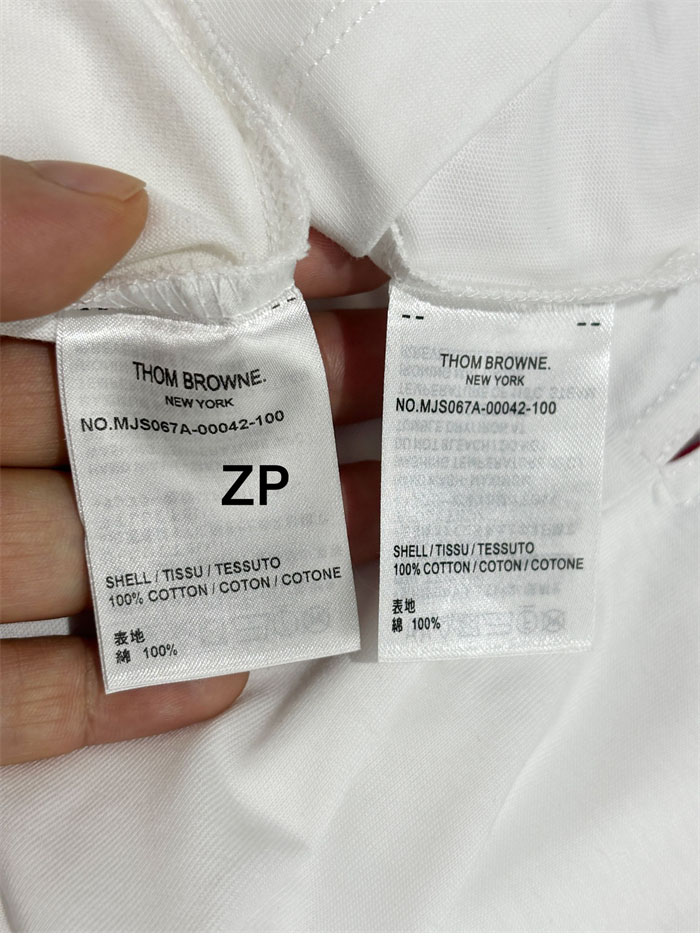 THOM BROWNE.
NEW YORK
NO.MJS067A-00042-100
ZP
SHELL / TISSU / TESSUTO
100% COTTON / COTON / COTONE
表地
綿 100%
THOM BROWNE.
NEW YORK
NO.MJS067A-00042-100
SHELL / TISSU / TESSUTO
100% COTTON / COTON / COTONE
表地
綿 100%